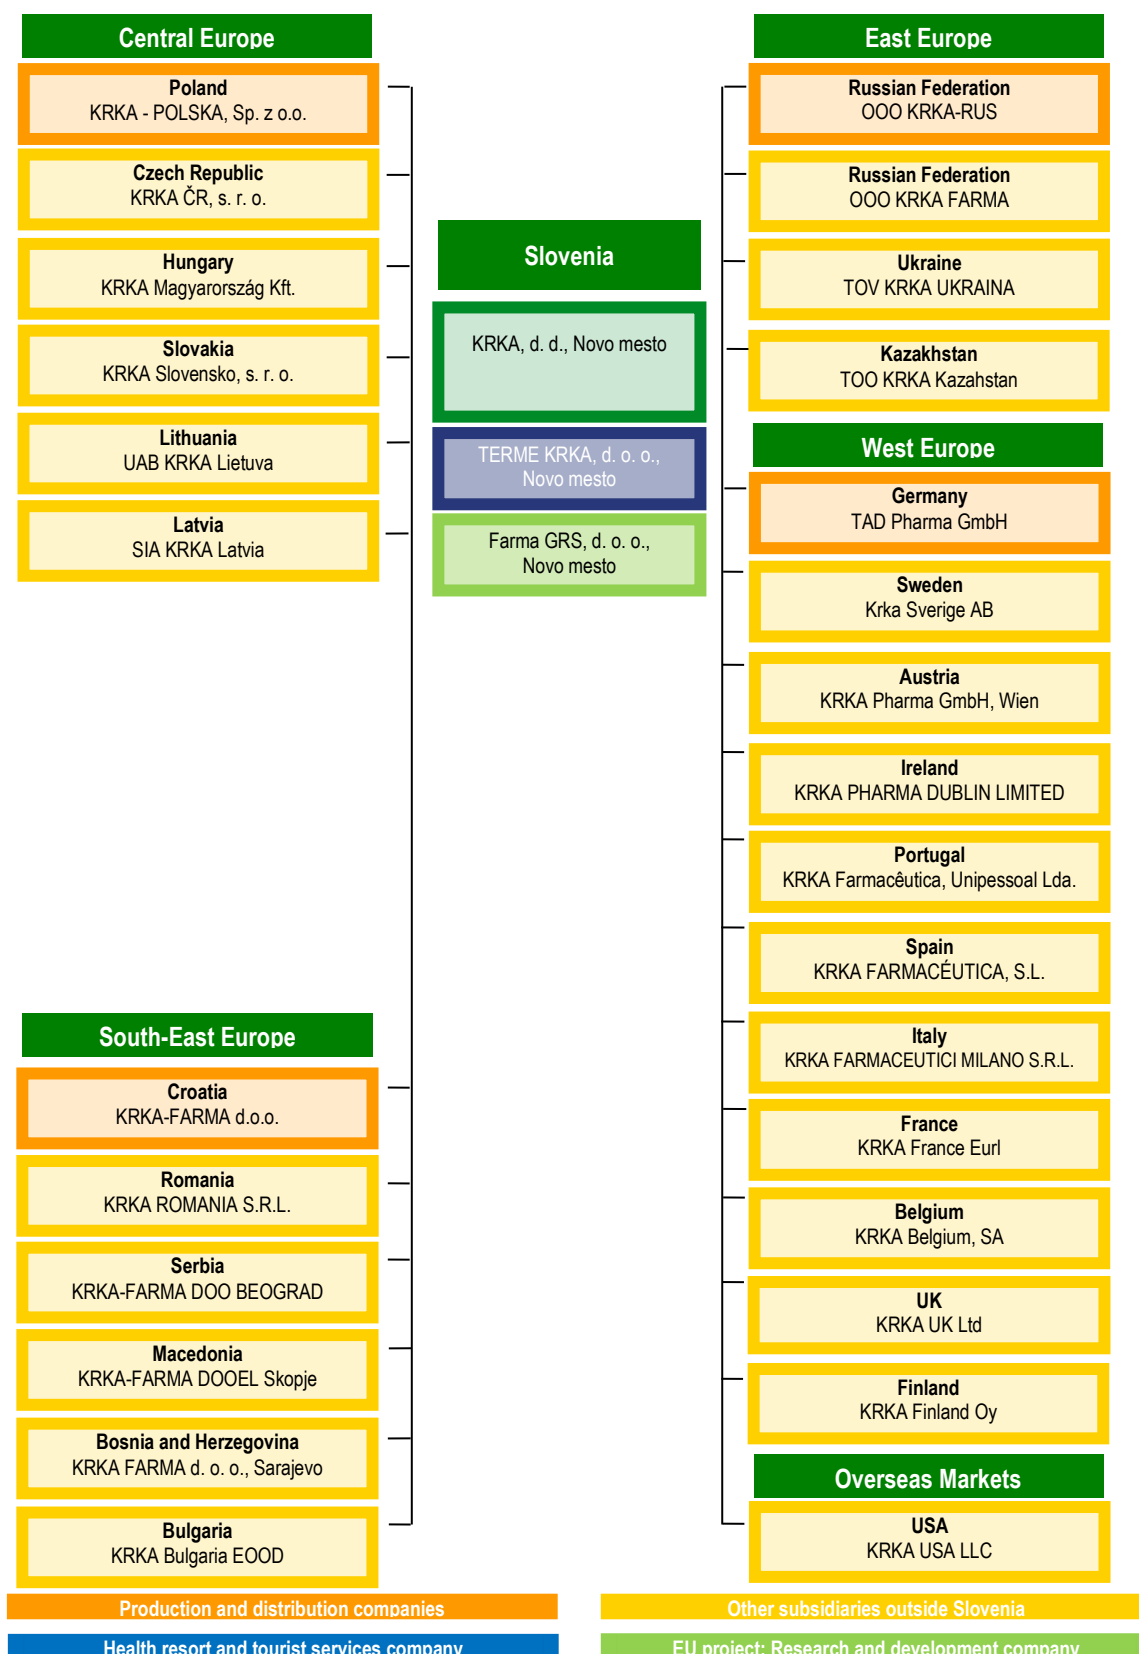 Central Europe
Poland
KRKA - POLSKA, Sp. z o.o.
Czech Republic
KRKA ČR, s. r. o.
Hungary
KRKA Magyarország Kft.
Slovakia
KRKA Slovensko, s. r. o.
Lithuania
UAB KRKA Lietuva
Latvia
SIA KRKA Latvia
South-East Europe
Croatia
KRKA-FARMA d.o.o.
Romania
KRKA ROMANIA S.R.L.
Serbia
KRKA-FARMA DOO BEOGRAD
Macedonia
KRKA-FARMA DOOEL Skopje
Bosnia and Herzegovina
KRKA FARMA d. o. o., Sarajevo
Bulgaria
KRKA Bulgaria EOOD
Slovenia
KRKA, d. d., Novo mesto
TERME KRKA, d. o. o.,
Novo mesto
Farma GRS, d. o. o.,
Novo mesto
East Europe
Russian Federation
OOO KRKA-RUS
Russian Federation
OOO KRKA FARMA
Ukraine
TOV KRKA UKRAINA
Kazakhstan
TOO KRKA Kazahstan
West Europe
Germany
TAD Pharma GmbH
Sweden
Krka Sverige AB
Austria
KRKA Pharma GmbH, Wien
Ireland
KRKA PHARMA DUBLIN LIMITED
Portugal
KRKA Farmacêutica, Unipessoal Lda.
Spain
KRKA FARMACÉUTICA, S.L.
Italy
KRKA FARMACEUTICI MILANO S.R.L.
France
KRKA France Eurl
Belgium
KRKA Belgium, SA
UK
KRKA UK Ltd
Finland
KRKA Finland Oy
Overseas Markets
USA
KRKA USA LLC
Production and distribution companies
Other subsidiaries outside Slovenia
Health resort and tourist services company
EU project: Research and development company